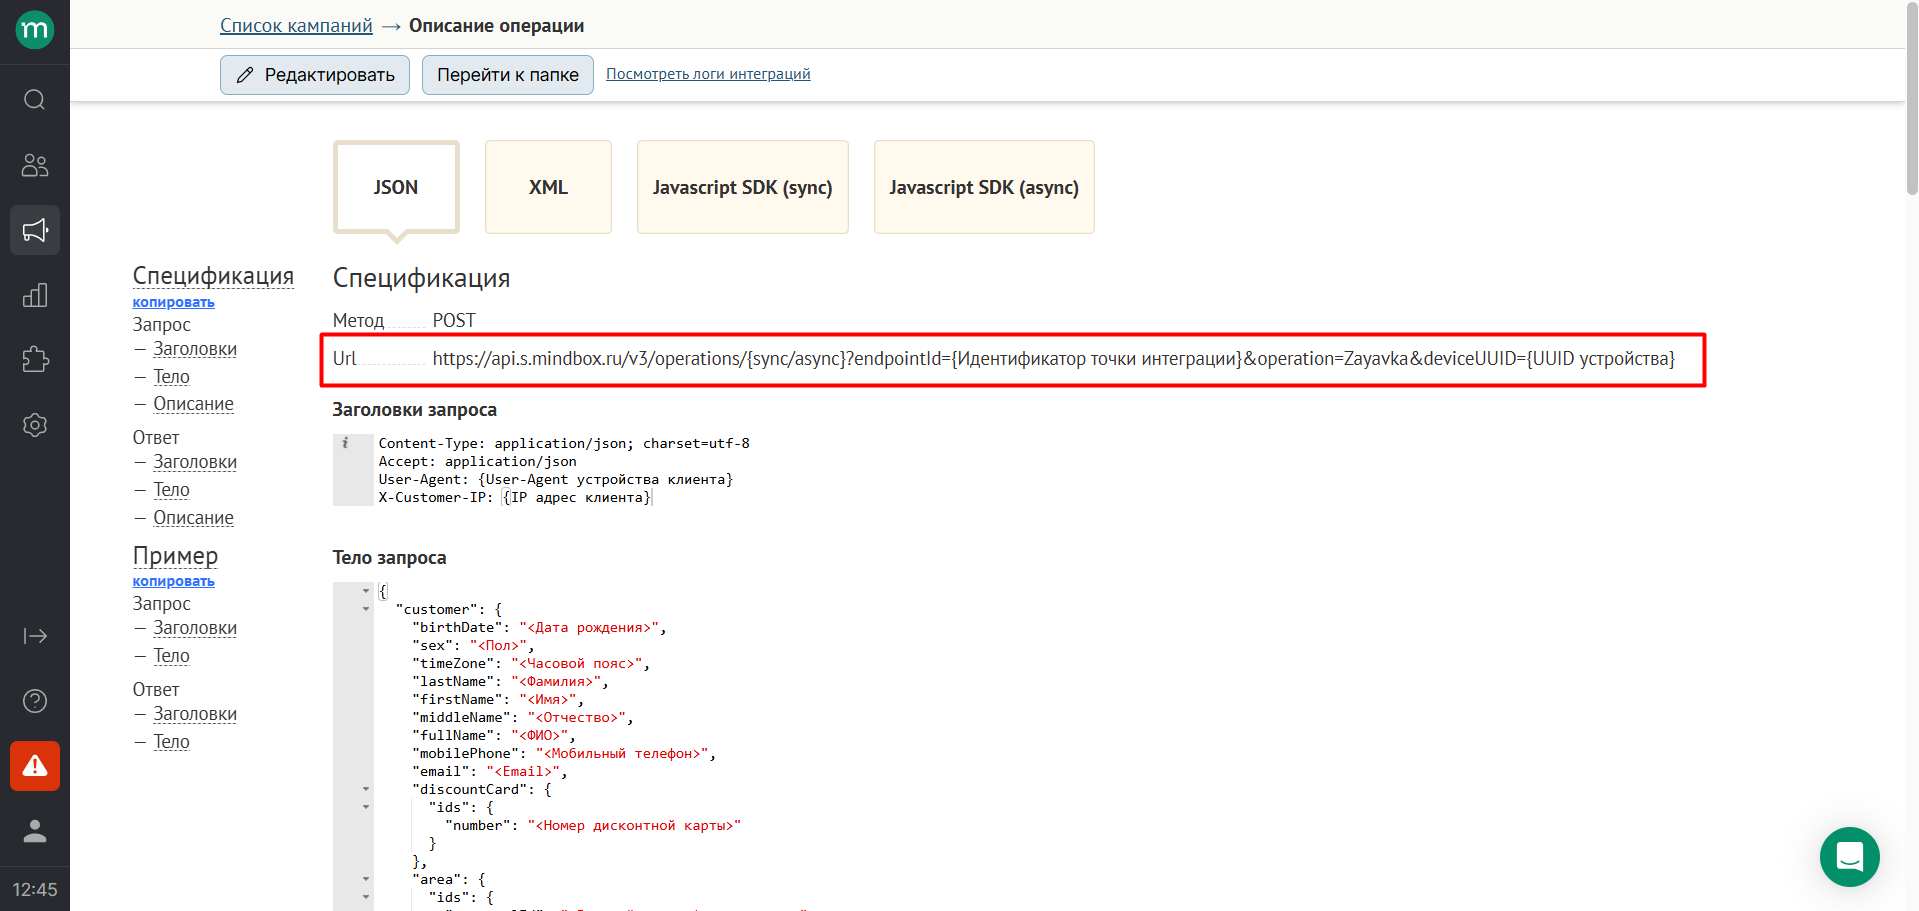 m
Список кампаний → Описание операции
Редактировать Перейти к папке Посмотреть логи интеграций
JSON XML Javascript SDK (sync) Javascript SDK (async)
Спецификация
копировать
Запрос
— Заголовки
— Тело
— Описание
Ответ
— Заголовки
— Тело
— Описание
Пример
копировать
Запрос
— Заголовки
— Тело
Ответ
— Заголовки
— Тело
12:45
Спецификация
Метод POST
Url https://api.s.mindbox.ru/v3/operations/{sync/async}?endpointId={Идентификатор точки интеграции}&operation=Zayavka&deviceUUID={UUID устройства}
Заголовки запроса
i Content-Type: application/json; charset=utf-8
Accept: application/json
User-Agent: {User-Agent устройства клиента}
X-Customer-IP: {IP адрес клиента}
Тело запроса
{
"customer": {
"birthDate": "<Дата рождения>",
"sex": "<Пол>",
"timeZone": "<Часовой пояс>",
"lastName": "<Фамилия>",
"firstName": "<Имя>",
"middleName": "<Отчество>",
"fullName": "<ФИО>",
"mobilePhone": "<Мобильный телефон>",
"email": "<Email>",
"discountCard": {
"ids": {
"number": "<Номер дисконтной карты>"
}
},
"area": {
"ids": {